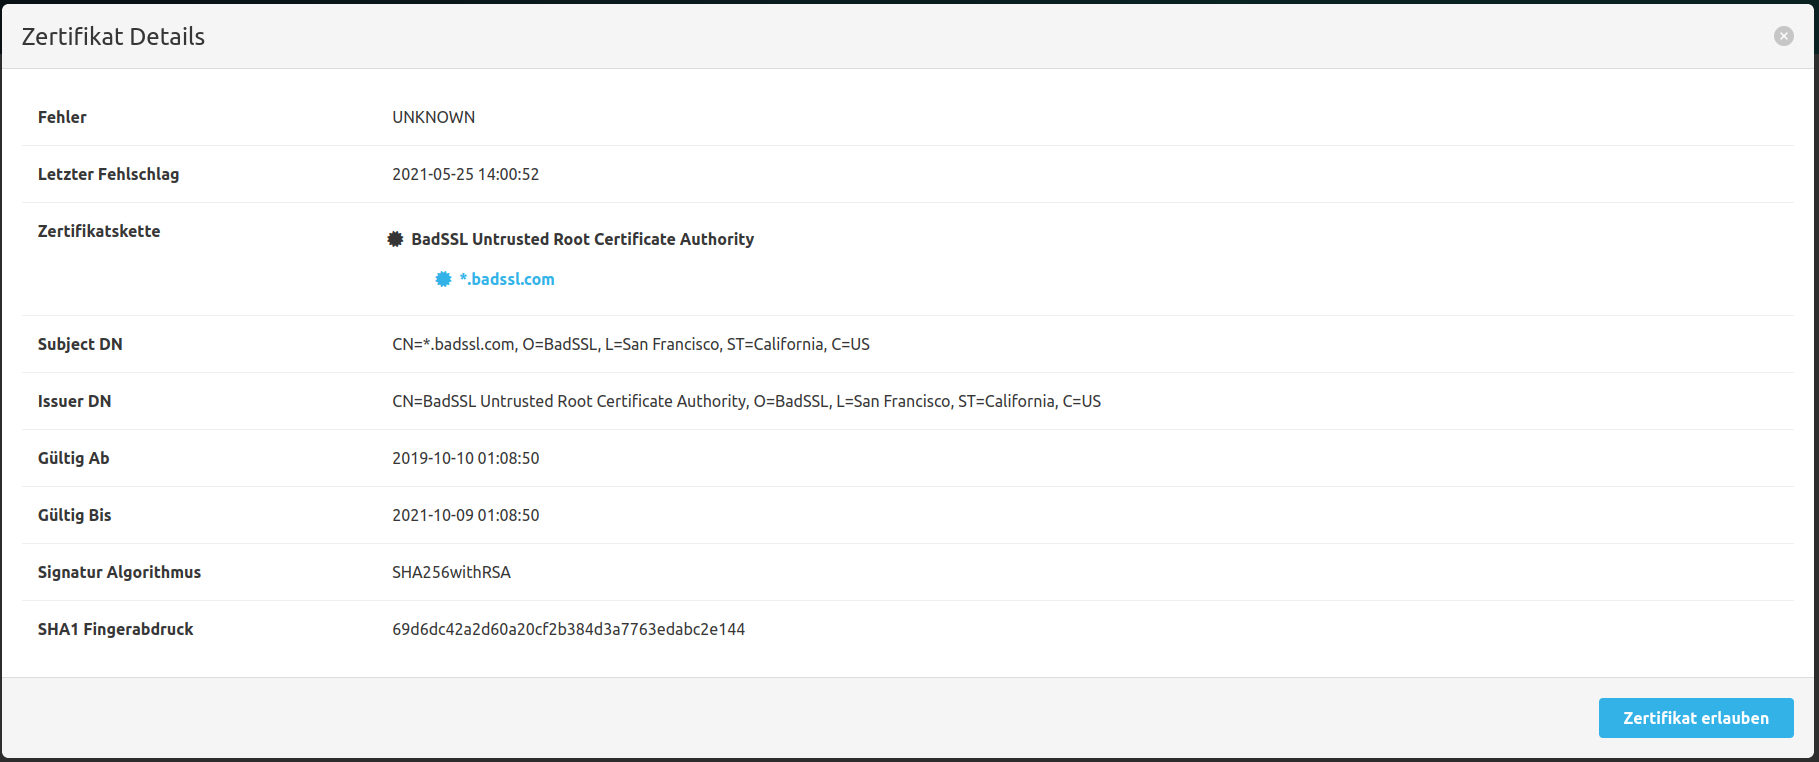 Zertifikat Details
Fehler UNKNOWN
Letzter Fehlschlag 2021-05-25 14:00:52
Zertifikatskette BadSSL Untrusted Root Certificate Authority
*.badssl.com
Subject DN CN=*.badssl.com, O=BadSSL, L=San Francisco, ST=California, C=US
Issuer DN CN=BadSSL Untrusted Root Certificate Authority, O=BadSSL, L=San Francisco, ST=California, C=US
Gültig Ab 2019-10-10 01:08:50
Gültig Bis 2021-10-09 01:08:50
Signatur Algorithmus SHA256withRSA
SHA1 Fingerabdruck 69d6dc42a2d60a20cf2b384d3a7763edabc2e144
Zertifikat erlauben